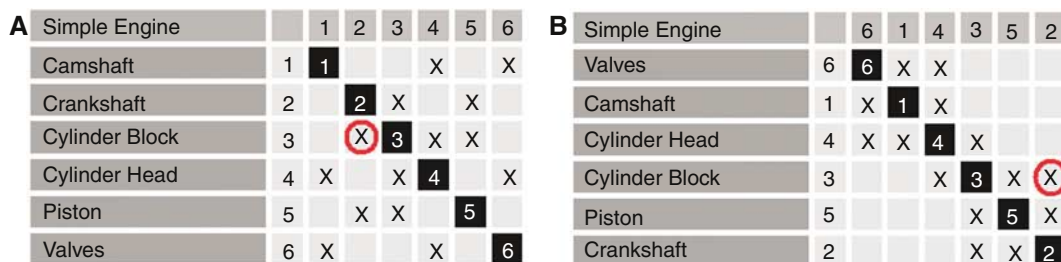 A Simple Engine 1 2 3 4 5 6
Camshaft 1 1 X X
Crankshaft 2 2 X X
Cylinder Block 3 X 3 X X
Cylinder Head 4 X X 4 X
Piston 5 X X 5
Valves 6 X X 6
B Simple Engine 6 1 4 3 5 2
Valves 6 6 X X
Camshaft 1 X 1 X
Cylinder Head 4 X X 4 X
Cylinder Block 3 X 3 X X
Piston 5 X 5 X
Crankshaft 2 X X 2